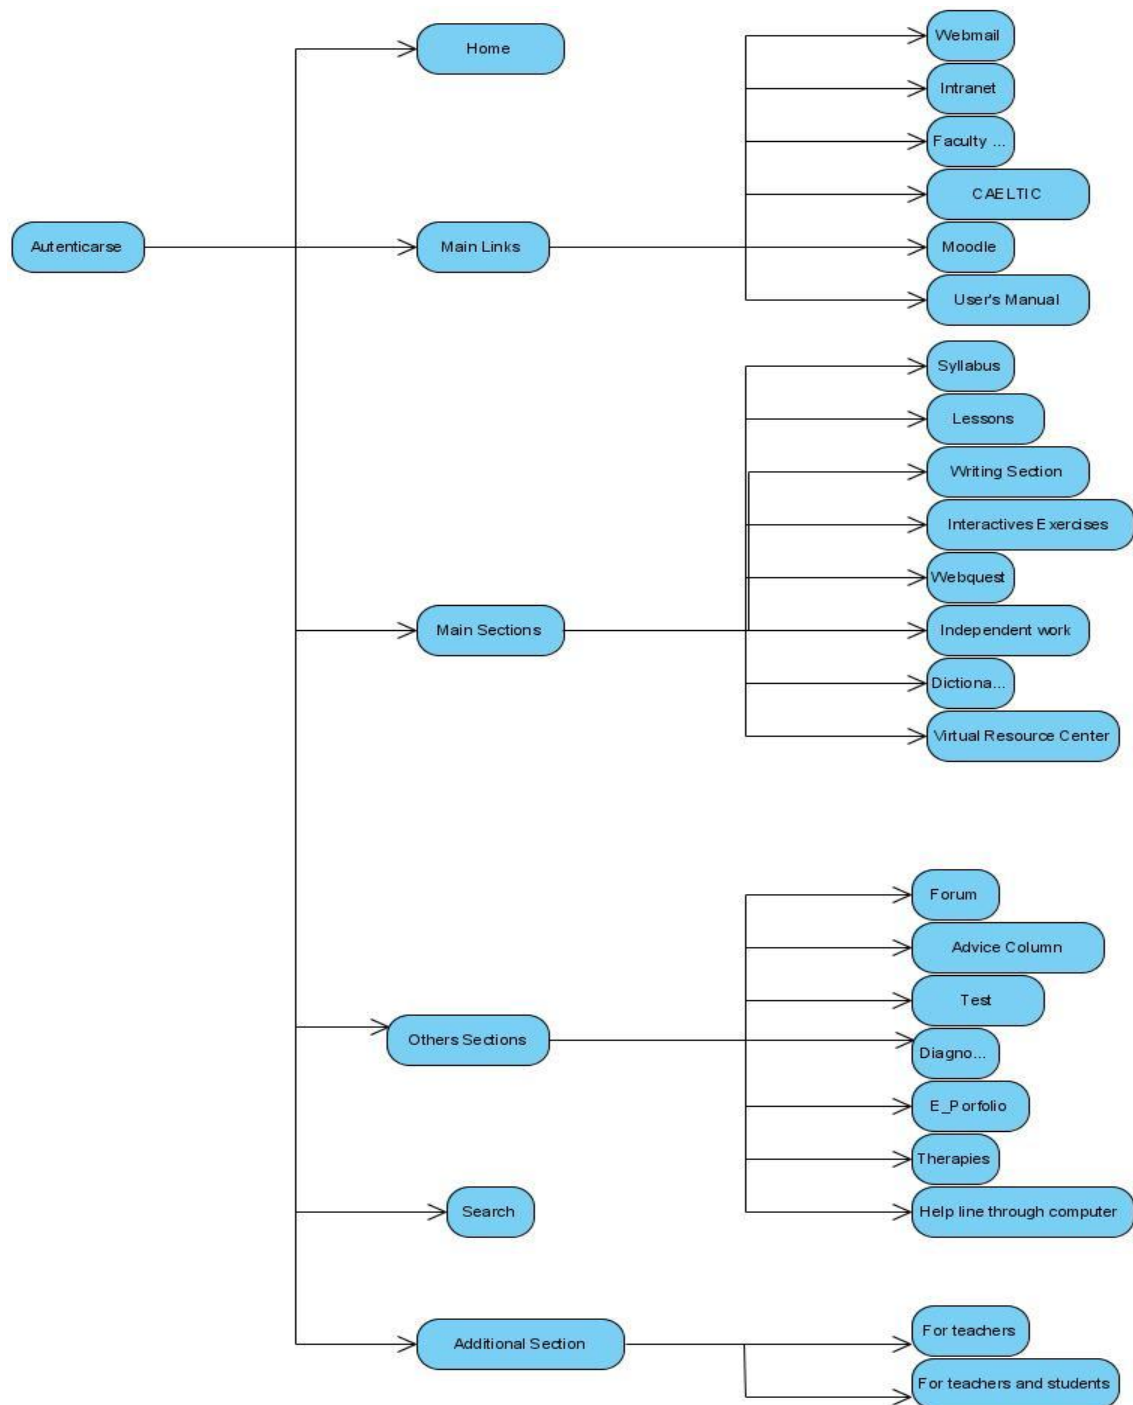 Autenticarse
Home
Main Links
Webmail
Intranet
Faculty ...
CAELTIC
Moodle
User's Manual
Main Sections
Syllabus
Lessons
Writing Section
Interactives Exercises
Webquest
Independent work
Dictiona...
Virtual Resource Center
Others Sections
Forum
Advice Column
Test
Diagno...
E_Porfolio
Therapies
Help line through computer
Search
Additional Section
For teachers
For teachers and students